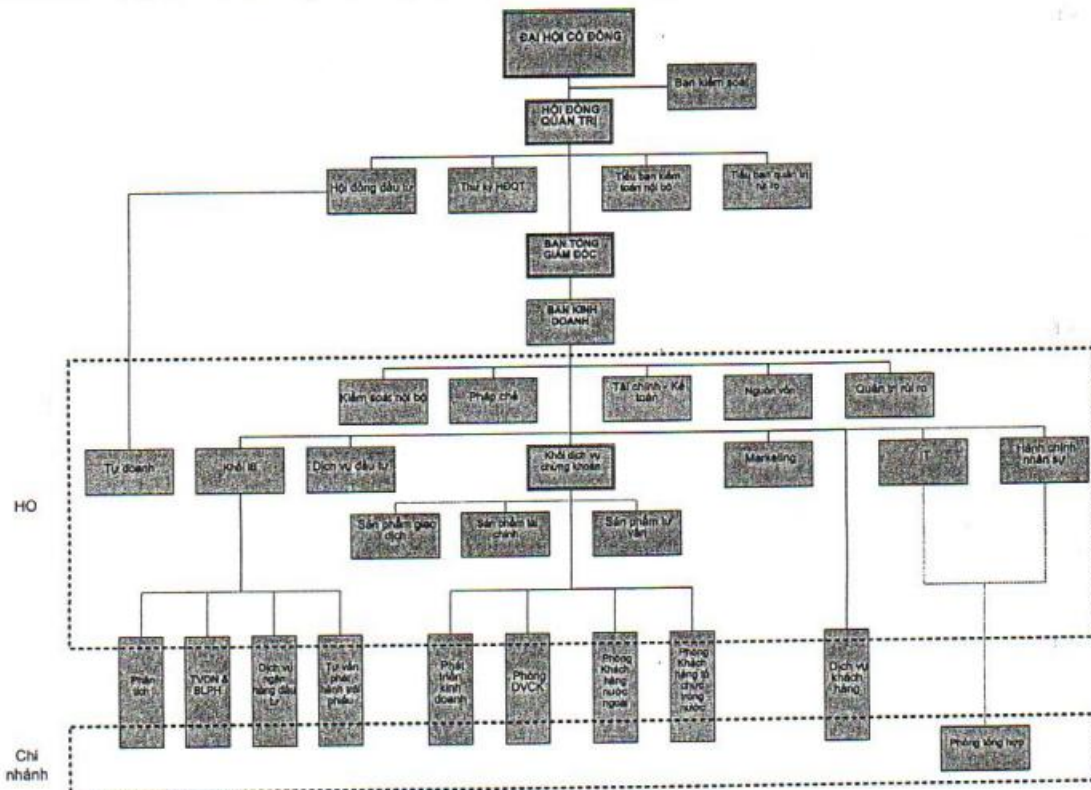 ĐẠI HỘI CỔ ĐÔNG
Ban kiểm soát
HỘI ĐỒNG
QUẢN TRỊ
Hội đồng đầu tư
Thư ký HĐQT
Tiểu ban kiểm
toán nội bộ
Tiểu ban quản trị
rủi ro
BAN TỔNG
GIÁM ĐỐC
BAN KINH
DOANH
Kiểm soát nội bộ
Pháp chế
Tài chính - Kế
toán
Nguồn vốn
Quản trị rủi ro
Tự doanh
Khối IB
Dịch vụ đầu tư
Khối dịch vụ
chứng khoán
Marketing
IT
Hành chính
nhân sự
HO
Sản phẩm giao
dịch
Sản phẩm tài
chính
Sản phẩm tư
vấn
Phân
tích
TVDN &
BLPH
Dịch vụ
ngân
hàng đầu
tư
Tư vấn
phát
hành trái
phiếu
Phát
triển kinh
doanh
Phòng
DVCK
Phòng
Khách
hàng
nước
ngoài
Phòng
Khách
hàng tổ
chức
trong
nước
Dịch vụ
khách
hàng
Phòng tổng hợp
Chi
nhánh